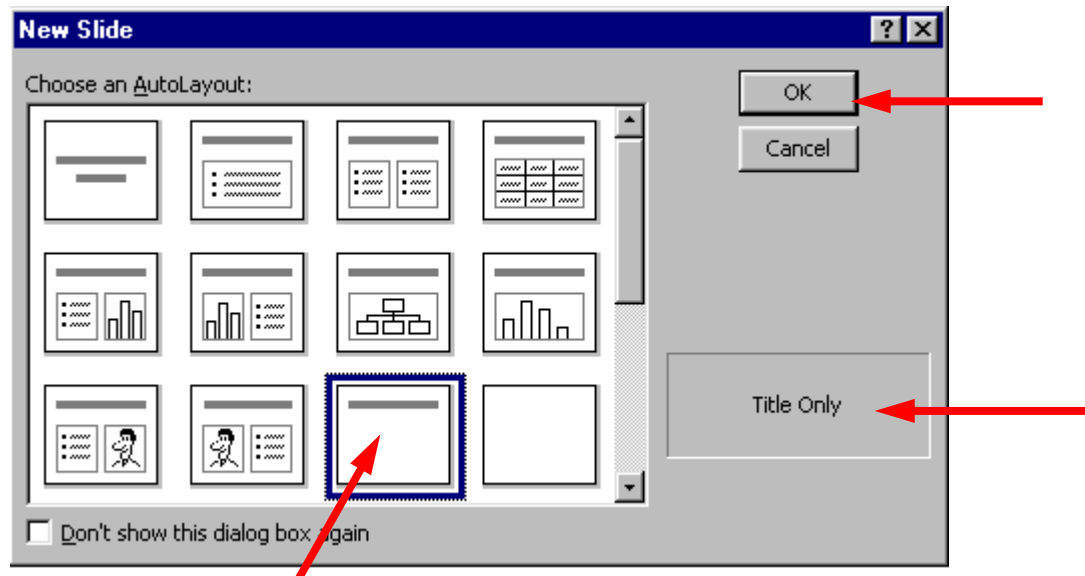 New Slide
Choose an AutoLayout:
OK
Cancel
Title Only
Don't show this dialog box again